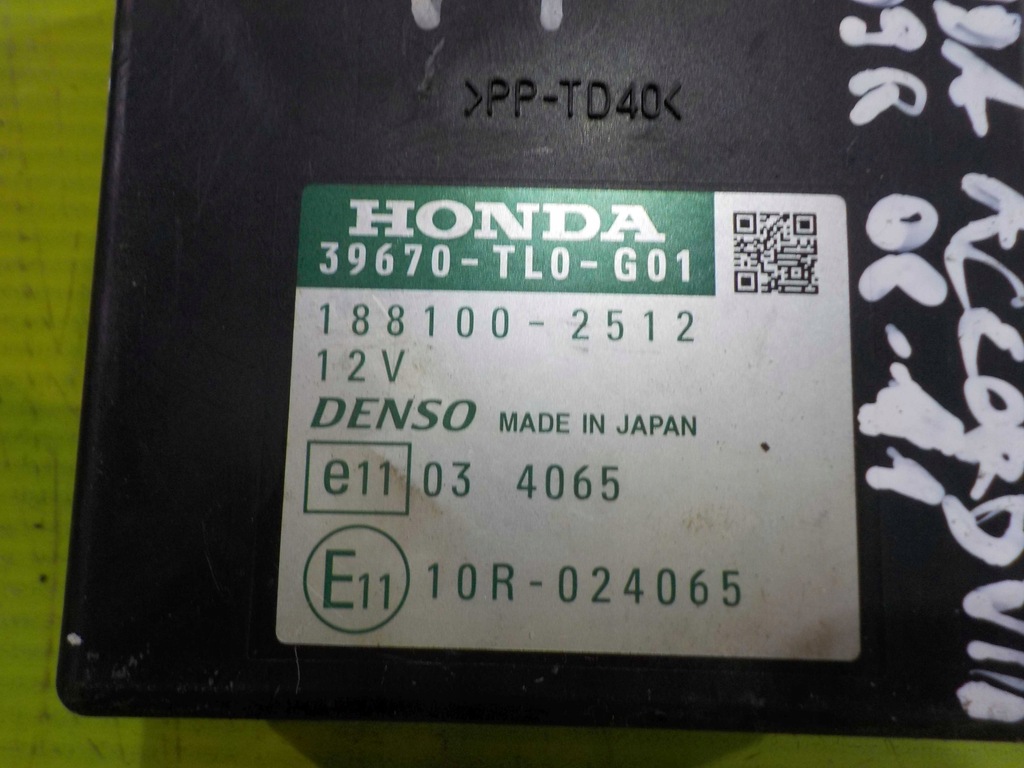 >PP-TD40<
HONDA
39670-TL0-G01
188100-2512
12V
DENSO MADE IN JAPAN
e11 03 4065
E11 10R-024065
ACCORD VIII